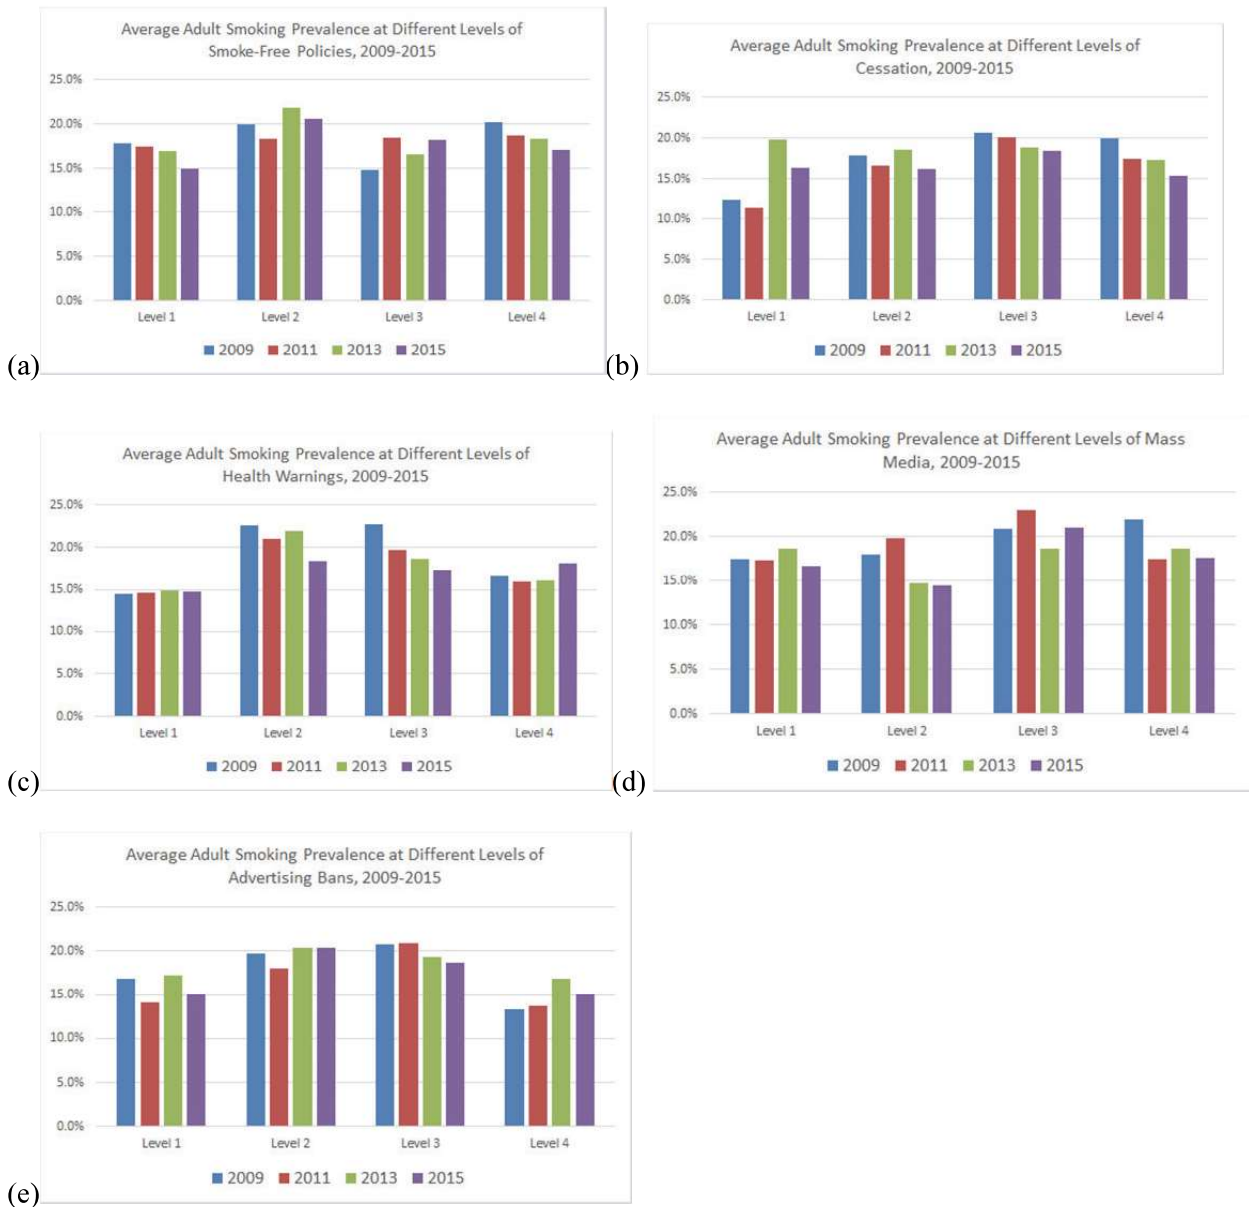 Average Adult Smoking Prevalence at Different Levels of
Smoke-Free Policies, 2009-2015
25.0%
20.0%
15.0%
10.0%
5.0%
0.0%
Level 1 Level 2 Level 3 Level 4
2009 2011 2013 2015
(a)
Average Adult Smoking Prevalence at Different Levels of
Cessation, 2009-2015
25.0%
20.0%
15.0%
10.0%
5.0%
0.0%
Level 1 Level 2 Level 3 Level 4
2009 2011 2013 2015
(b)
Average Adult Smoking Prevalence at Different Levels of
Health Warnings, 2009-2015
25.0%
20.0%
15.0%
10.0%
5.0%
0.0%
Level 1 Level 2 Level 3 Level 4
2009 2011 2013 2015
(c)
Average Adult Smoking Prevalence at Different Levels of Mass
Media, 2009-2015
25.0%
20.0%
15.0%
10.0%
5.0%
0.0%
Level 1 Level 2 Level 3 Level 4
2009 2011 2013 2015
(d)
Average Adult Smoking Prevalence at Different Levels of
Advertising Bans, 2009-2015
25.0%
20.0%
15.0%
10.0%
5.0%
0.0%
Level 1 Level 2 Level 3 Level 4
2009 2011 2013 2015
(e)